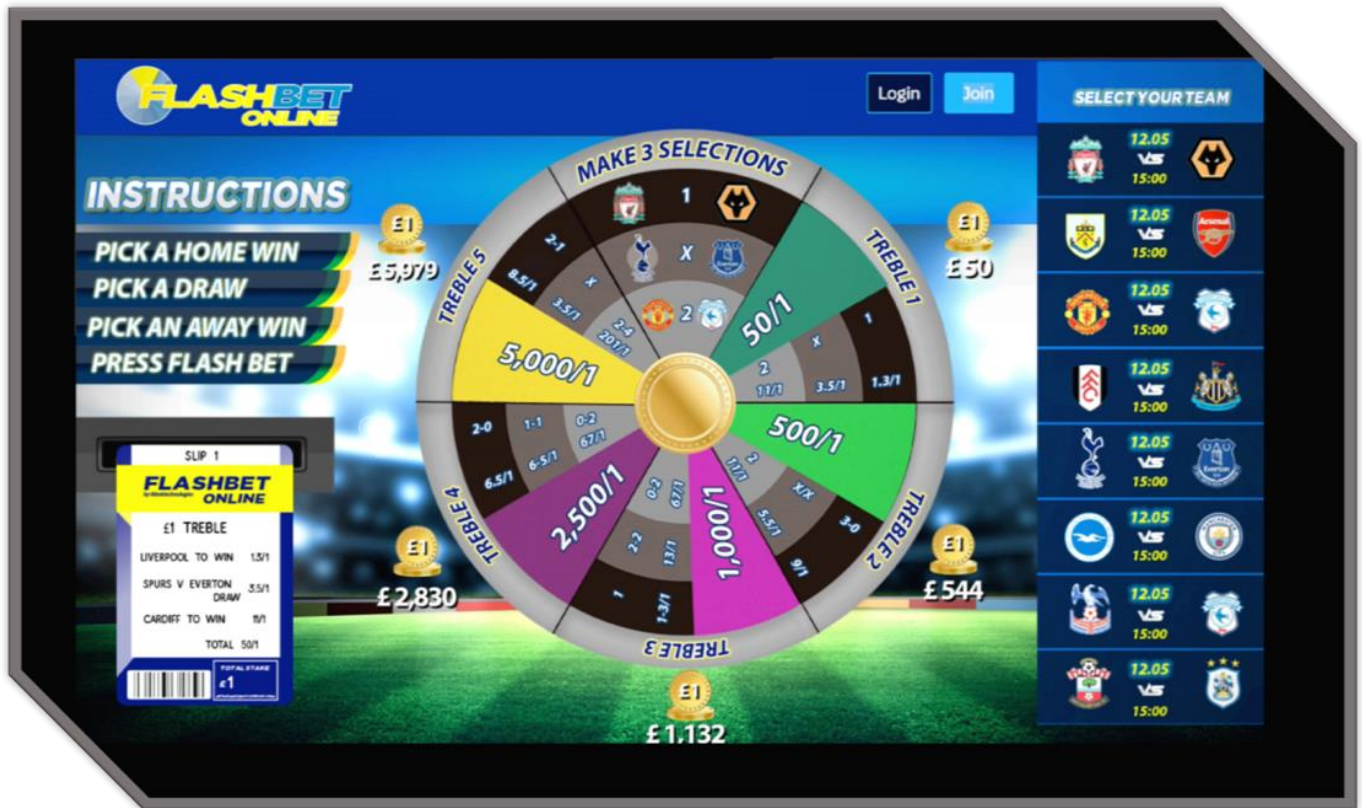 FLASHBET
ONLINE
Login
Join
SELECT YOUR TEAM
INSTRUCTIONS
PICK A HOME WIN
PICK A DRAW
PICK AN AWAY WIN
PRESS FLASH BET
SLIP 1
FLASHBET
ONLINE
£1 TREBLE
LIVERPOOL TO WIN 1.3/1
SPURS V EVERTON
DRAW 3.5/1
CARDIFF TO WIN 11/1
TOTAL 50/1
TOTAL STAKE
£1
MAKE 3 SELECTIONS
1
X
2
TREBLE 1
50/1
1
1.3/1
X
3.5/1
2
11/1
£1
£50
TREBLE 2
500/1
3-0
9/1
X/X
5.5/1
2
11/1
£1
£544
TREBLE 3
1,000/1
1
1-3/1
2-2
13/1
0-2
67/1
£1
£1,132
TREBLE 4
2,500/1
2-0
6.5/1
1-1
6-5/1
0-2
67/1
£1
£2,830
TREBLE 5
5,000/1
2-1
8.5/1
X
3.5/1
2-4
201/1
£1
£5,979
12.05
VS
15:00
12.05
VS
15:00
Arsenal
12.05
VS
15:00
12.05
VS
15:00
12.05
VS
15:00
Everton
12.05
VS
15:00
12.05
VS
15:00
12.05
VS
15:00